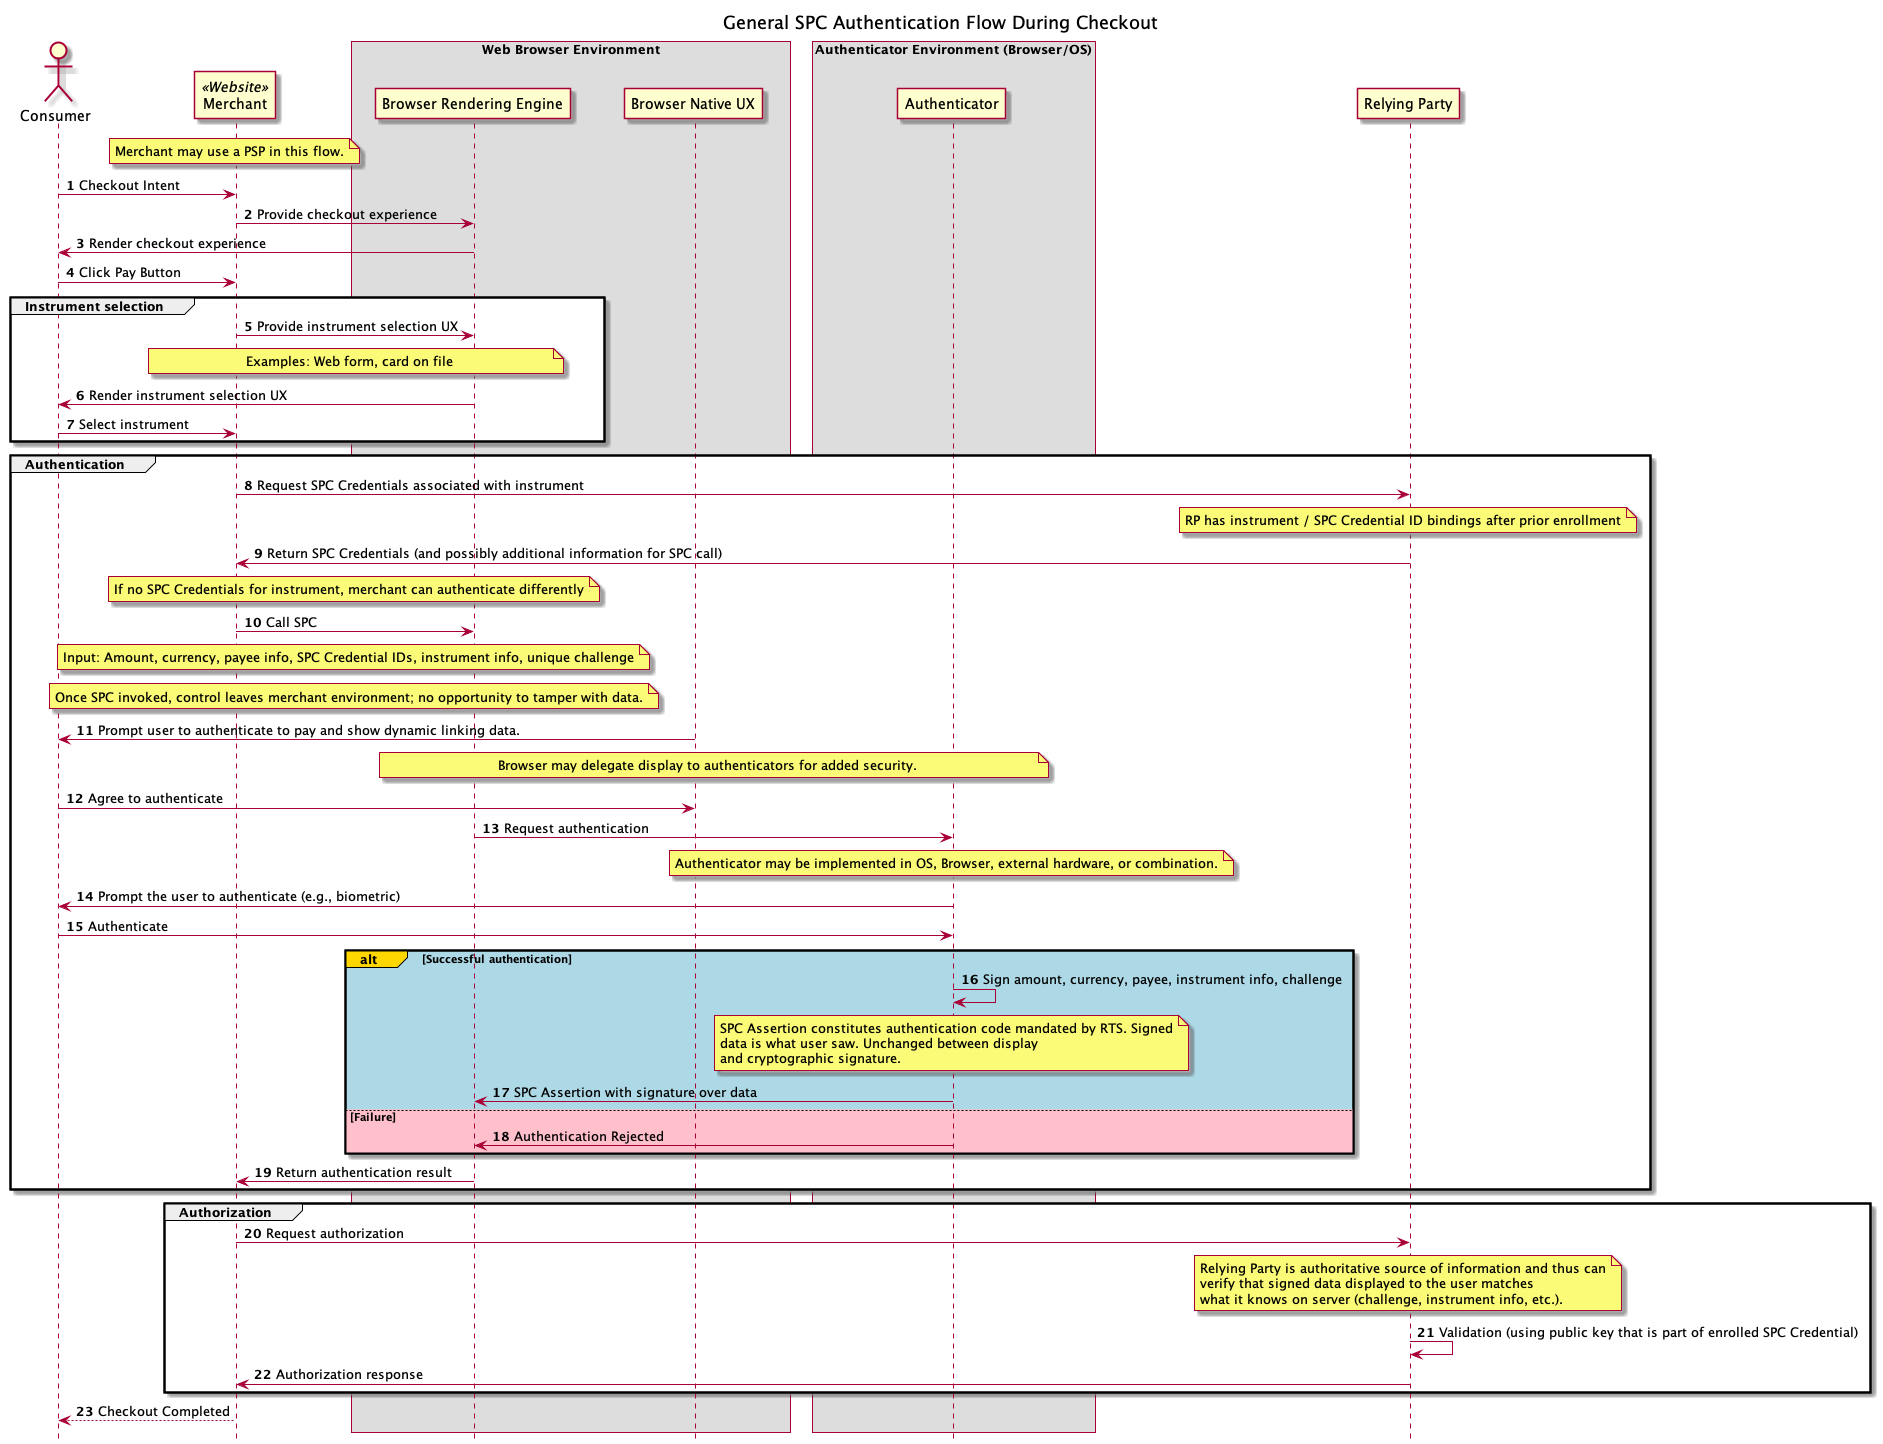 General SPC Authentication Flow During Checkout
Web Browser Environment
Authenticator Environment (Browser/OS)
Consumer
«Website»
Merchant
Browser Rendering Engine
Browser Native UX
Authenticator
Relying Party
Merchant may use a PSP in this flow.
1 Checkout Intent
2 Provide checkout experience
3 Render checkout experience
4 Click Pay Button
Instrument selection
5 Provide instrument selection UX
Examples: Web form, card on file
6 Render instrument selection UX
7 Select instrument
Authentication
8 Request SPC Credentials associated with instrument
RP has instrument / SPC Credential ID bindings after prior enrollment
9 Return SPC Credentials (and possibly additional information for SPC call)
If no SPC Credentials for instrument, merchant can authenticate differently
10 Call SPC
Input: Amount, currency, payee info, SPC Credential IDs, instrument info, unique challenge
Once SPC invoked, control leaves merchant environment; no opportunity to tamper with data.
11 Prompt user to authenticate to pay and show dynamic linking data.
Browser may delegate display to authenticators for added security.
12 Agree to authenticate
13 Request authentication
Authenticator may be implemented in OS, Browser, external hardware, or combination.
14 Prompt the user to authenticate (e.g., biometric)
15 Authenticate
alt [Successful authentication]
16 Sign amount, currency, payee, instrument info, challenge
SPC Assertion constitutes authentication code mandated by RTS. Signed
data is what user saw. Unchanged between display
and cryptographic signature.
17 SPC Assertion with signature over data
[Failure]
18 Authentication Rejected
19 Return authentication result
Authorization
20 Request authorization
Relying Party is authoritative source of information and thus can
verify that signed data displayed to the user matches
what it knows on server (challenge, instrument info, etc.).
21 Validation (using public key that is part of enrolled SPC Credential)
22 Authorization response
23 Checkout Completed